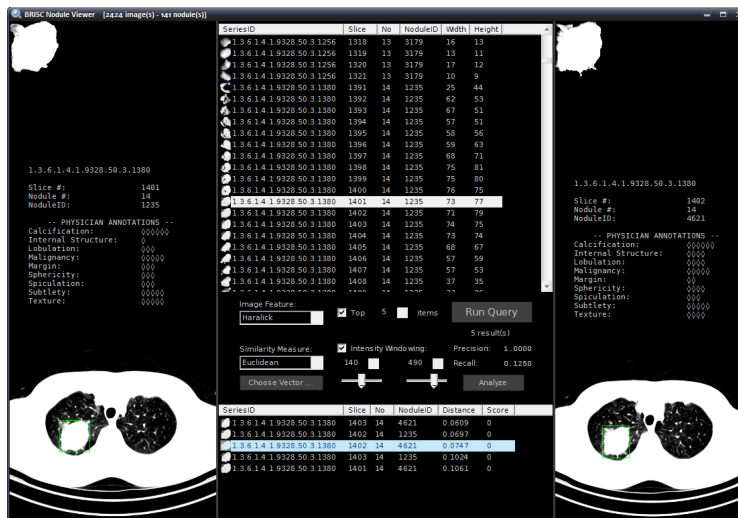 BRISC Nodule Viewer [2424 image(s) - 141 nodule(s)]
1.3.6.1.4.1.9328.50.3.1380
Slice #: 1401
Nodule #: 14
NoduleID: 1235
-- PHYSICIAN ANNOTATIONS --
Calcification: ◊◊◊◊◊◊
Internal Structure: ◊
Lobulation: ◊◊◊
Malignancy: ◊◊◊◊◊
Margin: ◊◊◊
Sphericity: ◊◊◊
Spiculation: ◊◊◊
Subtlety: ◊◊◊◊◊
Texture: ◊◊◊◊◊
SeriesID Slice No NoduleID Width Height
1.3.6.1.4.1.9328.50.3.1256 1318 13 3179 16 13
1.3.6.1.4.1.9328.50.3.1256 1319 13 3179 13 11
1.3.6.1.4.1.9328.50.3.1256 1320 13 3179 17 12
1.3.6.1.4.1.9328.50.3.1256 1321 13 3179 10 9
1.3.6.1.4.1.9328.50.3.1380 1391 14 1235 25 44
1.3.6.1.4.1.9328.50.3.1380 1392 14 1235 62 53
1.3.6.1.4.1.9328.50.3.1380 1393 14 1235 67 51
1.3.6.1.4.1.9328.50.3.1380 1394 14 1235 57 51
1.3.6.1.4.1.9328.50.3.1380 1395 14 1235 58 56
1.3.6.1.4.1.9328.50.3.1380 1396 14 1235 59 63
1.3.6.1.4.1.9328.50.3.1380 1397 14 1235 68 71
1.3.6.1.4.1.9328.50.3.1380 1398 14 1235 75 81
1.3.6.1.4.1.9328.50.3.1380 1399 14 1235 75 80
1.3.6.1.4.1.9328.50.3.1380 1400 14 1235 76 75
1.3.6.1.4.1.9328.50.3.1380 1401 14 1235 73 77
1.3.6.1.4.1.9328.50.3.1380 1402 14 1235 71 79
1.3.6.1.4.1.9328.50.3.1380 1403 14 1235 74 75
1.3.6.1.4.1.9328.50.3.1380 1404 14 1235 73 74
1.3.6.1.4.1.9328.50.3.1380 1405 14 1235 68 67
1.3.6.1.4.1.9328.50.3.1380 1406 14 1235 57 59
1.3.6.1.4.1.9328.50.3.1380 1407 14 1235 57 53
1.3.6.1.4.1.9328.50.3.1380 1408 14 1235 37 35
Image Feature:
Haralick
Top 5 items
Run Query
5 result(s)
Similarity Measure:
Euclidean
Intensity Windowing:
140 490
Precision: 1.0000
Recall: 0.1250
Choose Vector ...
Analyze
SeriesID Slice No NoduleID Distance Score
1.3.6.1.4.1.9328.50.3.1380 1403 14 4621 0.0609 0
1.3.6.1.4.1.9328.50.3.1380 1402 14 1235 0.0697 0
1.3.6.1.4.1.9328.50.3.1380 1402 14 4621 0.0747 0
1.3.6.1.4.1.9328.50.3.1380 1403 14 1235 0.1024 0
1.3.6.1.4.1.9328.50.3.1380 1401 14 4621 0.1061 0
1.3.6.1.4.1.9328.50.3.1380
Slice #: 1402
Nodule #: 14
NoduleID: 4621
-- PHYSICIAN ANNOTATIONS --
Calcification: ◊◊◊◊◊◊
Internal Structure: ◊◊◊◊
Lobulation: ◊◊◊◊
Malignancy: ◊◊◊◊◊
Margin: ◊◊
Sphericity: ◊◊◊◊
Spiculation: ◊◊◊◊
Subtlety: ◊◊◊◊◊
Texture: ◊◊◊◊